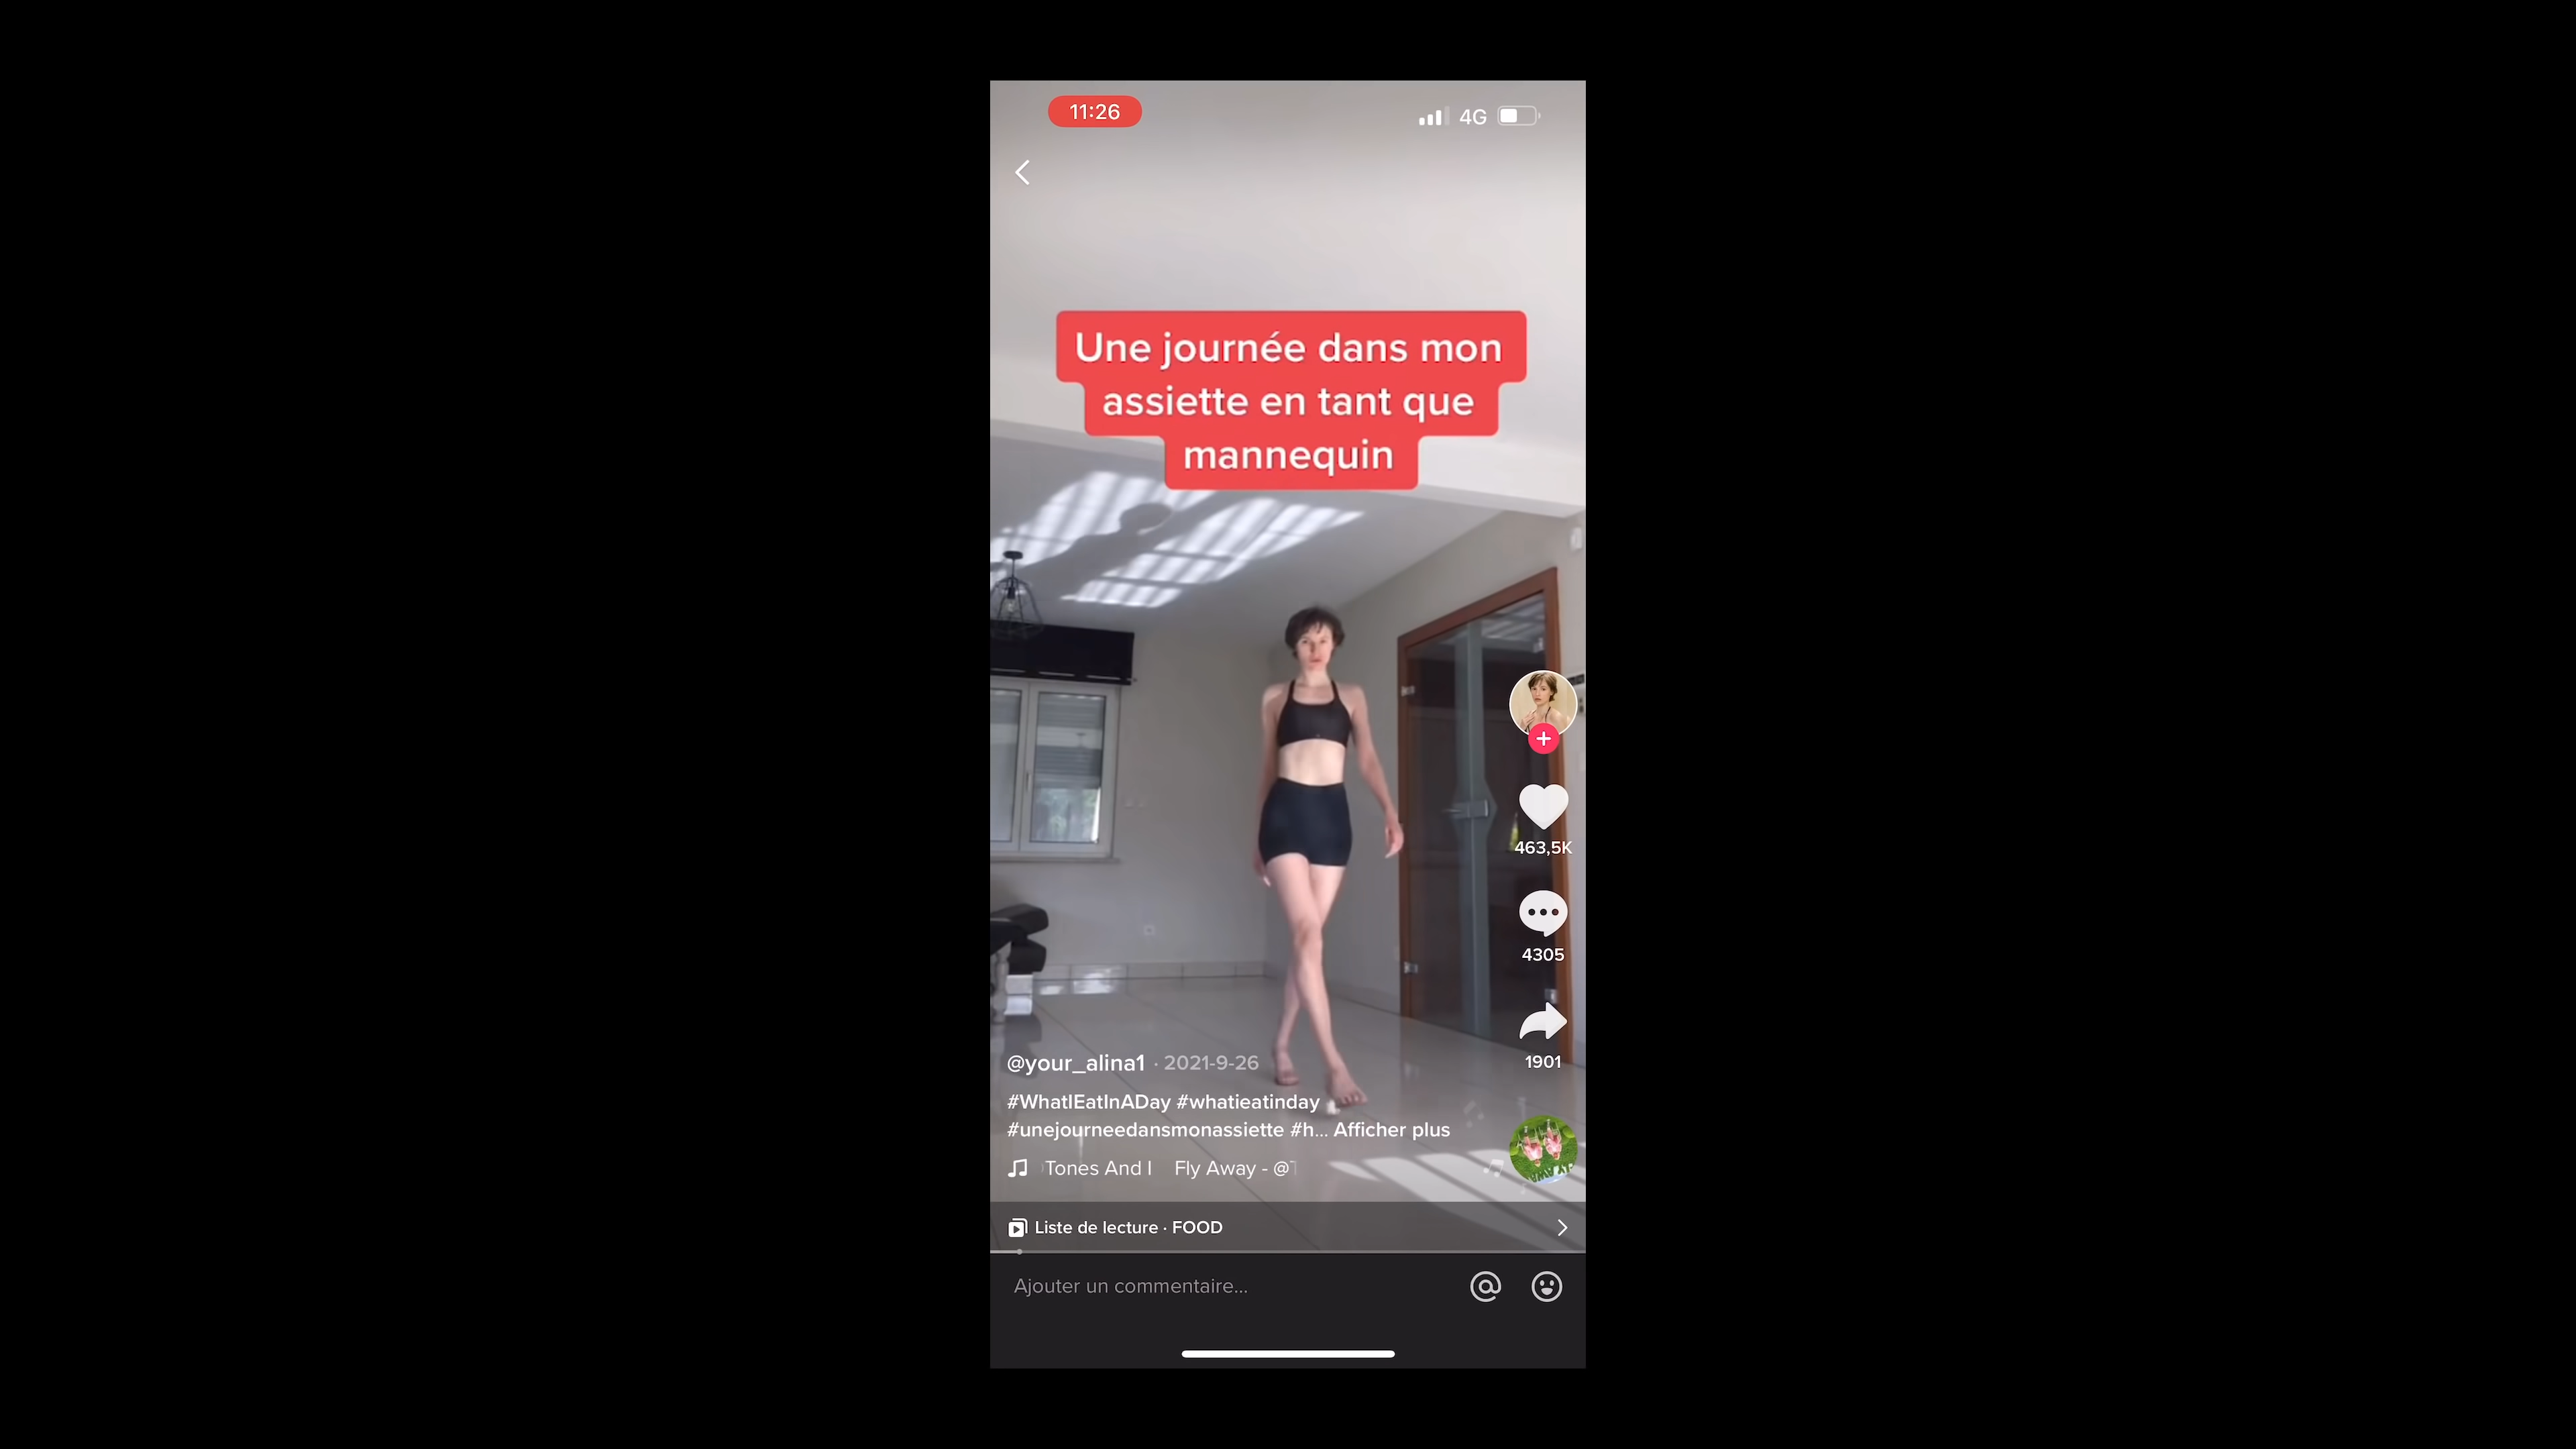 11:26
4G
Une journée dans mon
assiette en tant que
mannequin
463,5K
4305
1901
@your_alina1 · 2021-9-26
#WhatIEatInADay #whatieatinday
#unejourneedansmonassiette #h... Afficher plus
Tones And I Fly Away - @
Liste de lecture · FOOD
Ajouter un commentaire...